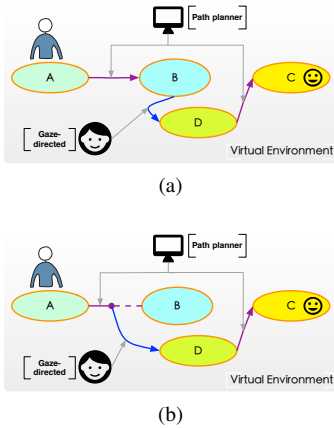 Path planner
A
B
C
D
Gaze-
directed
Virtual Environment
(a)
Path planner
A
B
C
D
Gaze-
directed
Virtual Environment
(b)